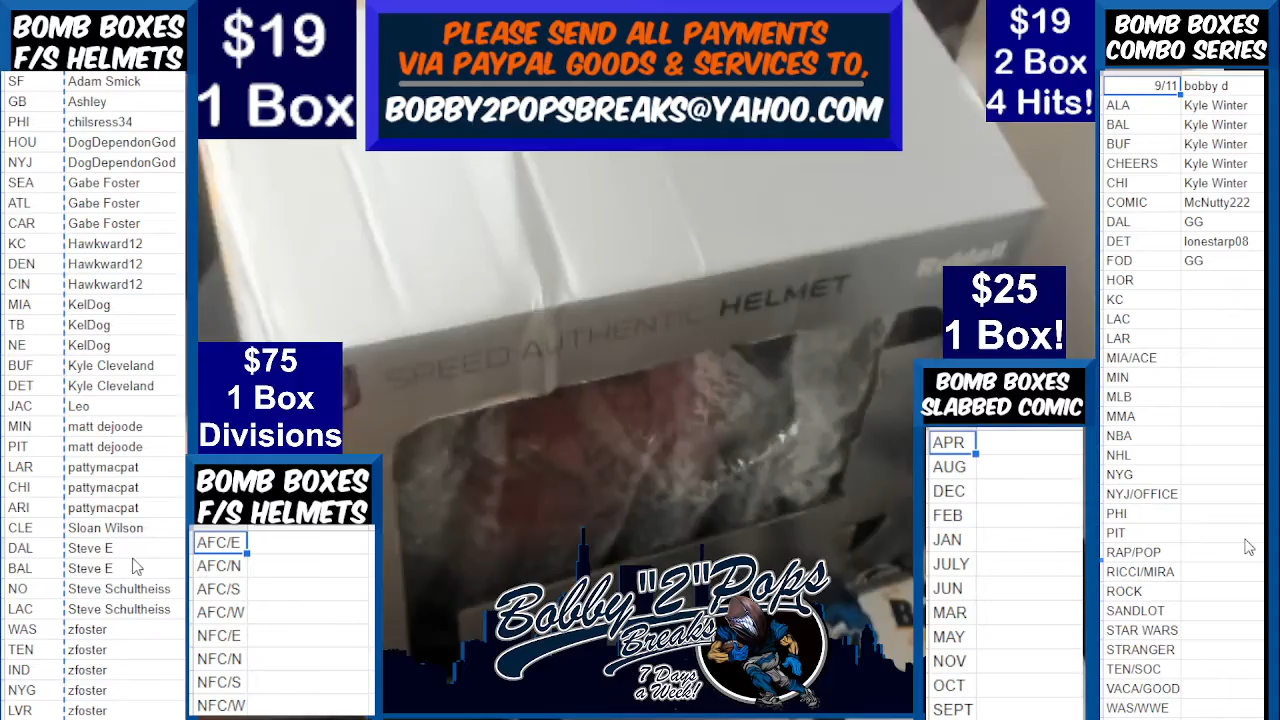 BOMB BOXES
F/S HELMETS
SF Adam Smick
GB Ashley
PHI chilsress34
HOU DogDependonGod
NYJ DogDependonGod
SEA Gabe Foster
ATL Gabe Foster
CAR Gabe Foster
KC Hawkward12
DEN Hawkward12
CIN Hawkward12
MIA KelDog
TB KelDog
NE KelDog
BUF Kyle Cleveland
DET Kyle Cleveland
JAC Leo
MIN matt dejoode
PIT matt dejoode
LAR pattymacpat
CHI pattymacpat
ARI pattymacpat
CLE Sloan Wilson
DAL Steve E
BAL Steve E
NO Steve Schultheiss
LAC Steve Schultheiss
WAS zfoster
TEN zfoster
IND zfoster
NYG zfoster
LVR zfoster
$19
1 Box
PLEASE SEND ALL PAYMENTS
VIA PAYPAL GOODS & SERVICES TO,
BOBBY2POPSBREAKS@YAHOO.COM
$19
2 Box
4 Hits!
Riddell
SPEED AUTHENTIC HELMET
$75
1 Box
Divisions
BOMB BOXES
F/S HELMETS
AFC/E
AFC/N
AFC/S
AFC/W
NFC/E
NFC/N
NFC/S
NFC/W
Bobby "2" Pops
Breaks
7 Days
a Week!
$25
1 Box!
BOMB BOXES
SLABBED COMIC
APR
AUG
DEC
FEB
JAN
JULY
JUN
MAR
MAY
NOV
OCT
SEPT
BOMB BOXES
COMBO SERIES
9/11 bobby d
ALA Kyle Winter
BAL Kyle Winter
BUF Kyle Winter
CHEERS Kyle Winter
CHI Kyle Winter
COMIC McNutty222
DAL GG
DET lonestarp08
FOD GG
HOR
KC
LAC
LAR
MIA/ACE
MIN
MLB
MMA
NBA
NHL
NYG
NYJ/OFFICE
PHI
PIT
RAP/POP
RICCI/MIRA
ROCK
SANDLOT
STAR WARS
STRANGER
TEN/SOC
VACA/GOOD
WAS/WWE